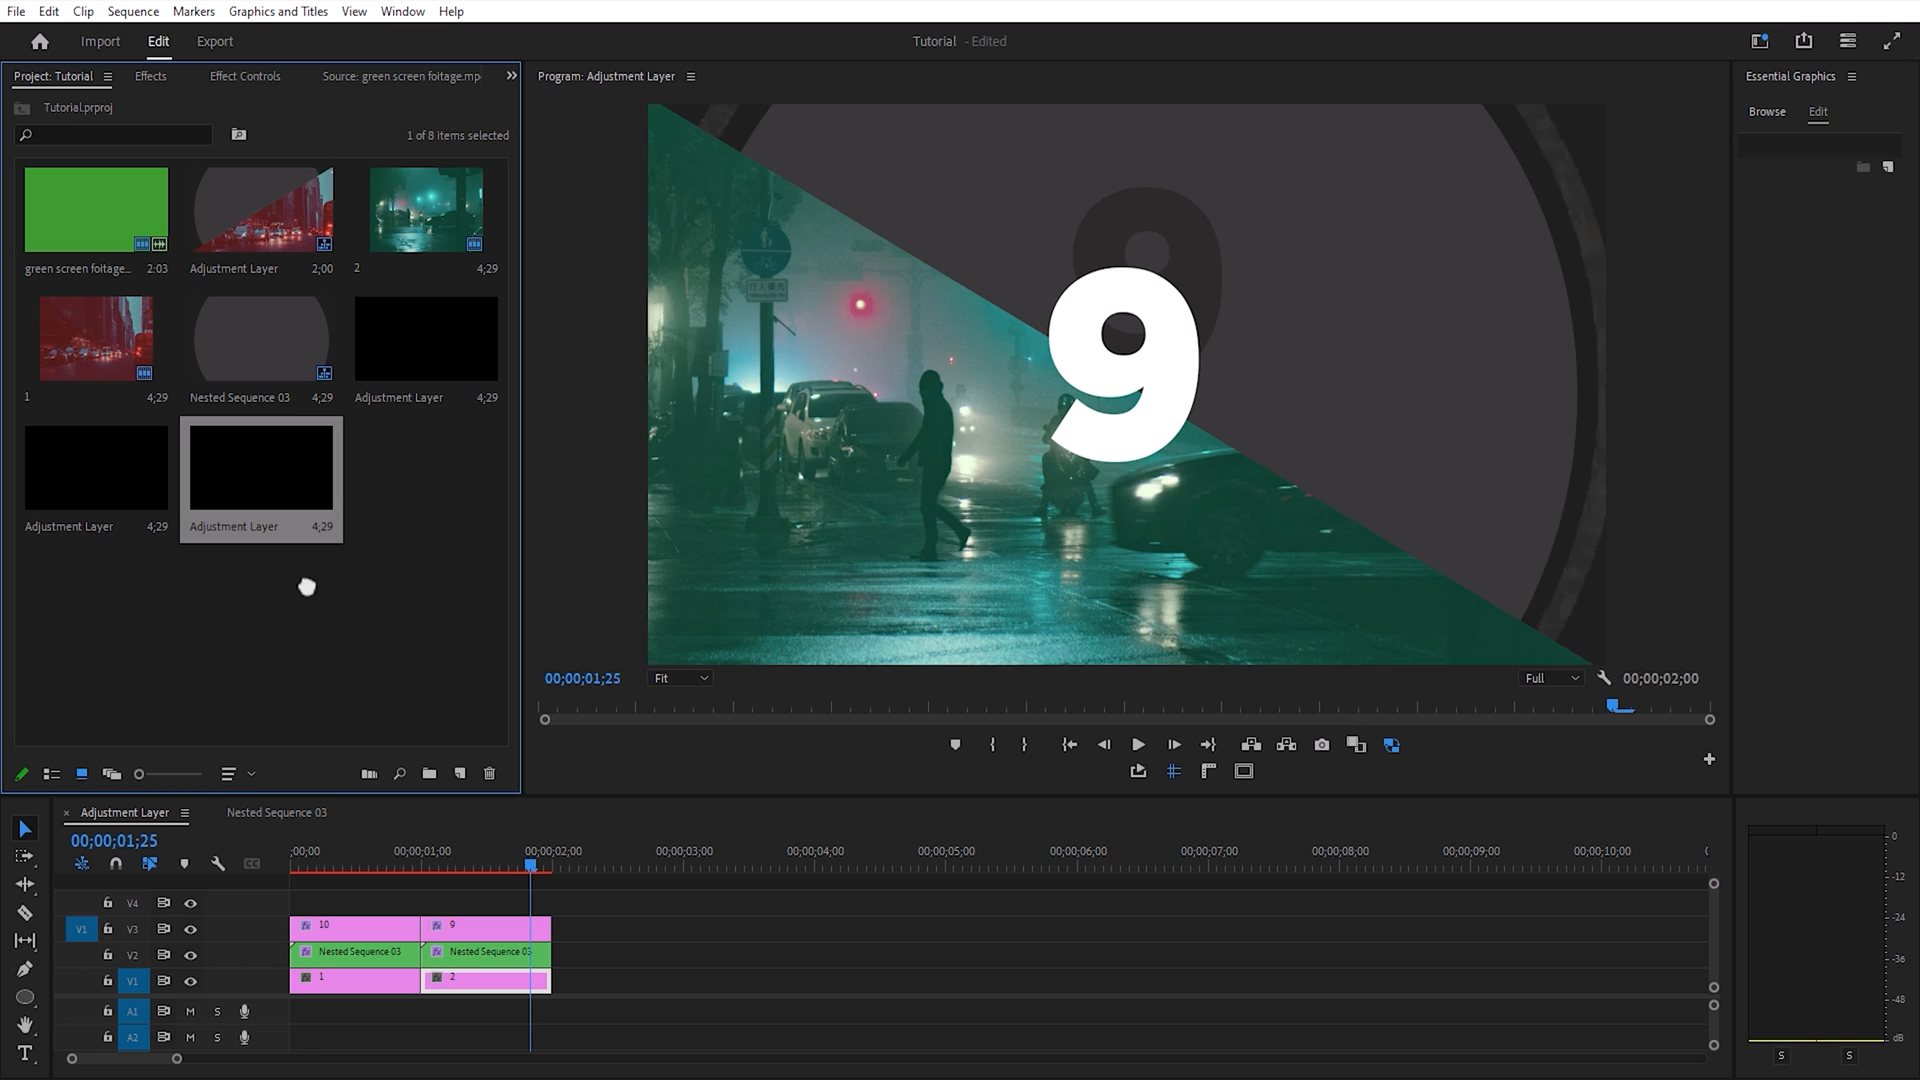 File Edit Clip Sequence Markers Graphics and Titles View Window Help
Import Edit Export
Tutorial - Edited
Project: Tutorial Effects Effect Controls Source: green screen foitage.mp
Program: Adjustment Layer
Essential Graphics
Tutorial.prproj
Browse Edit
1 of 8 items selected
green screen foitage... 2:03
Adjustment Layer 2;00
2 4;29
1 4;29
Nested Sequence 03 4;29
Adjustment Layer 4;29
Adjustment Layer 4;29
Adjustment Layer 4;29
9
9
00;00;01;25 Fit Full 00;00;02;00
Adjustment Layer Nested Sequence 03
00;00;01;25
;00;00 00;00;01;00 00;00;02;00 00;00;03;00 00;00;04;00 00;00;05;00 00;00;06;00 00;00;07;00 00;00;08;00 00;00;09;00 00;00;10;00
V4
V1 V3 fx 10 fx 9
V2 fx Nested Sequence 03 fx Nested Sequence 03
V1 fx 1 fx 2
A1 M S
A2 M S
0
-12
-24
-36
-48
dB
S S